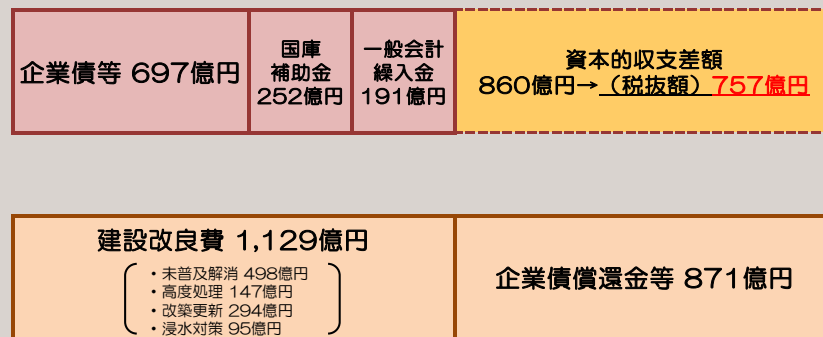 企業債等 697億円
国庫
補助金
252億円
一般会計
繰入金
191億円
資本的収支差額
860億円→（税抜額）757億円
建設改良費 1,129億円
・未普及解消 498億円
・高度処理 147億円
・改築更新 294億円
・浸水対策 95億円
企業債償還金等 871億円